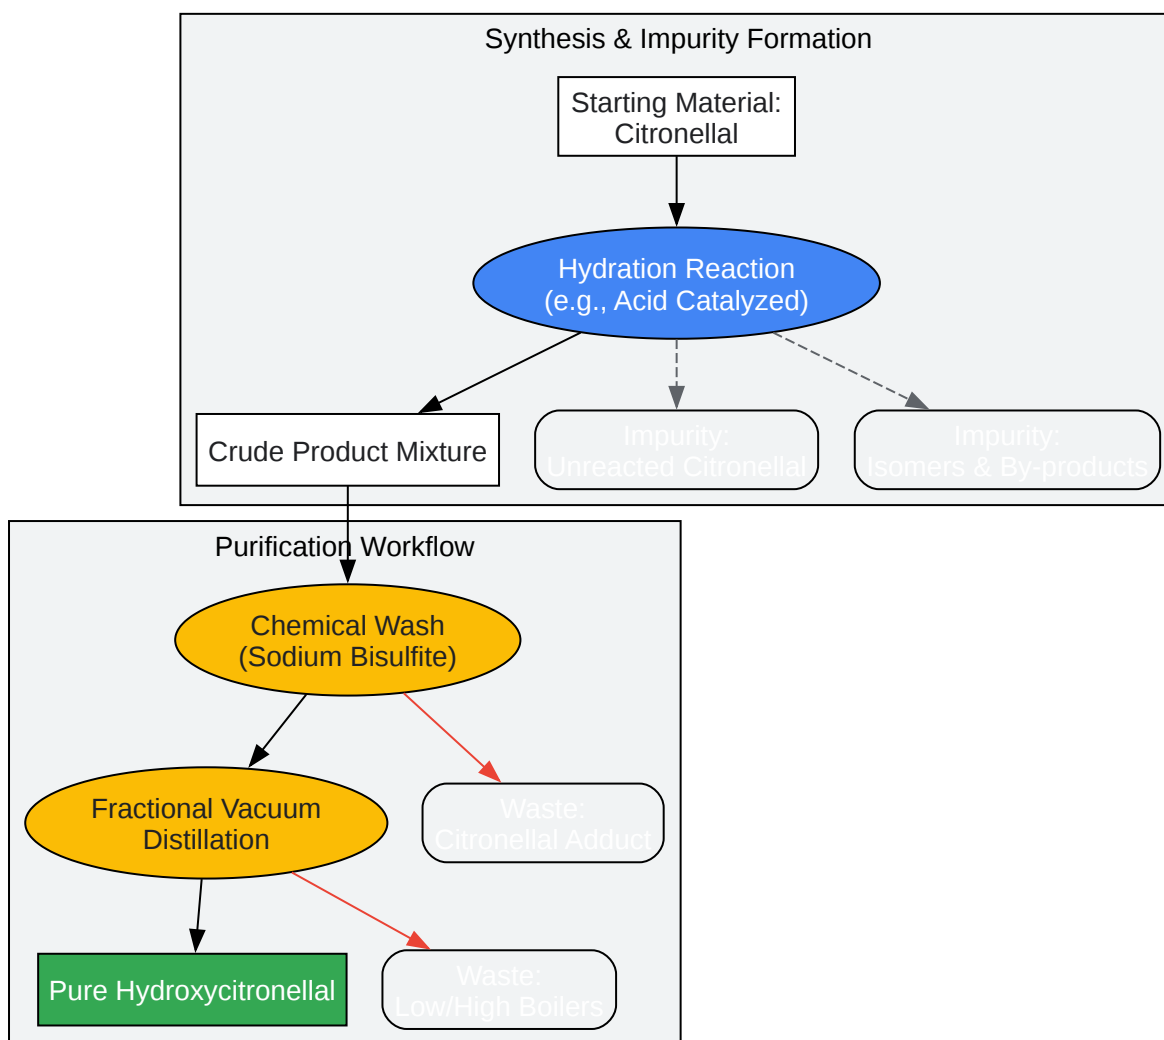 Synthesis & Impurity Formation
Starting Material:
Citronellal
Hydration Reaction
(e.g., Acid Catalyzed)
Crude Product Mixture
Impurity:
Unreacted Citronellal
Impurity:
Isomers & By-products
Purification Workflow
Chemical Wash
(Sodium Bisulfite)
Fractional Vacuum
Distillation
Waste:
Citronellal Adduct
Pure Hydroxycitronellal
Waste:
Low/High Boilers